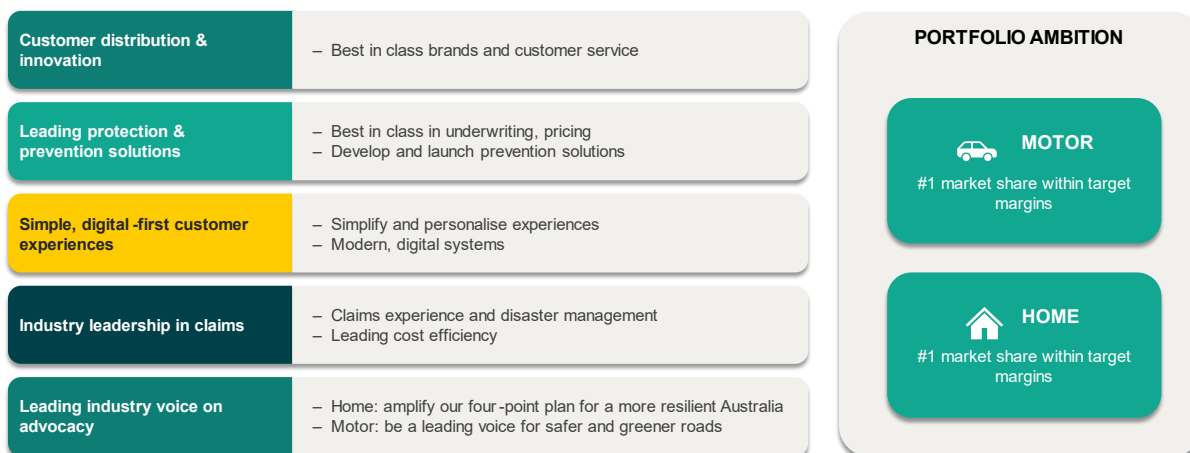 Customer distribution &
innovation
– Best in class brands and customer service
Leading protection &
prevention solutions
– Best in class in underwriting, pricing
– Develop and launch prevention solutions
Simple, digital-first customer
experiences
– Simplify and personalise experiences
– Modern, digital systems
Industry leadership in claims
– Claims experience and disaster management
– Leading cost efficiency
Leading industry voice on
advocacy
– Home: amplify our four-point plan for a more resilient Australia
– Motor: be a leading voice for safer and greener roads
PORTFOLIO AMBITION
MOTOR
#1 market share within target
margins
HOME
#1 market share within target
margins